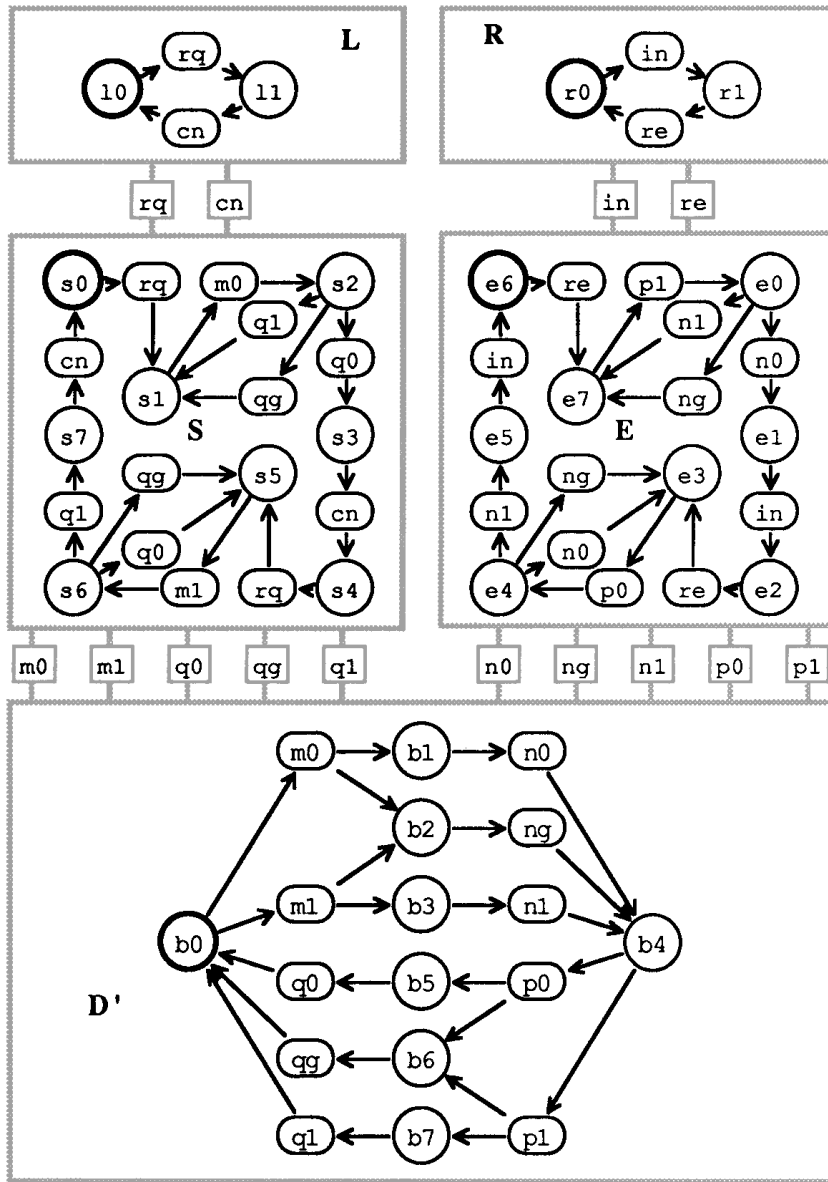 L R
rq in
l0 l1 r0 r1
cn re
rq cn in re
s0 rq m0 s2 e6 re p1 e0
q1 n1
cn q0 in n0
s1 qg e7 ng
s7 S s3 e5 E e1
qg s5 ng e3
q1 cn n1 in
q0 n0
s6 m1 rq s4 e4 p0 re e2
m0 m1 q0 qg q1 n0 ng n1 p0 p1
m0 b1 n0
b2 ng
m1 b3 n1
b0 b4
q0 b5 p0
D'
qg b6
q1 b7 p1